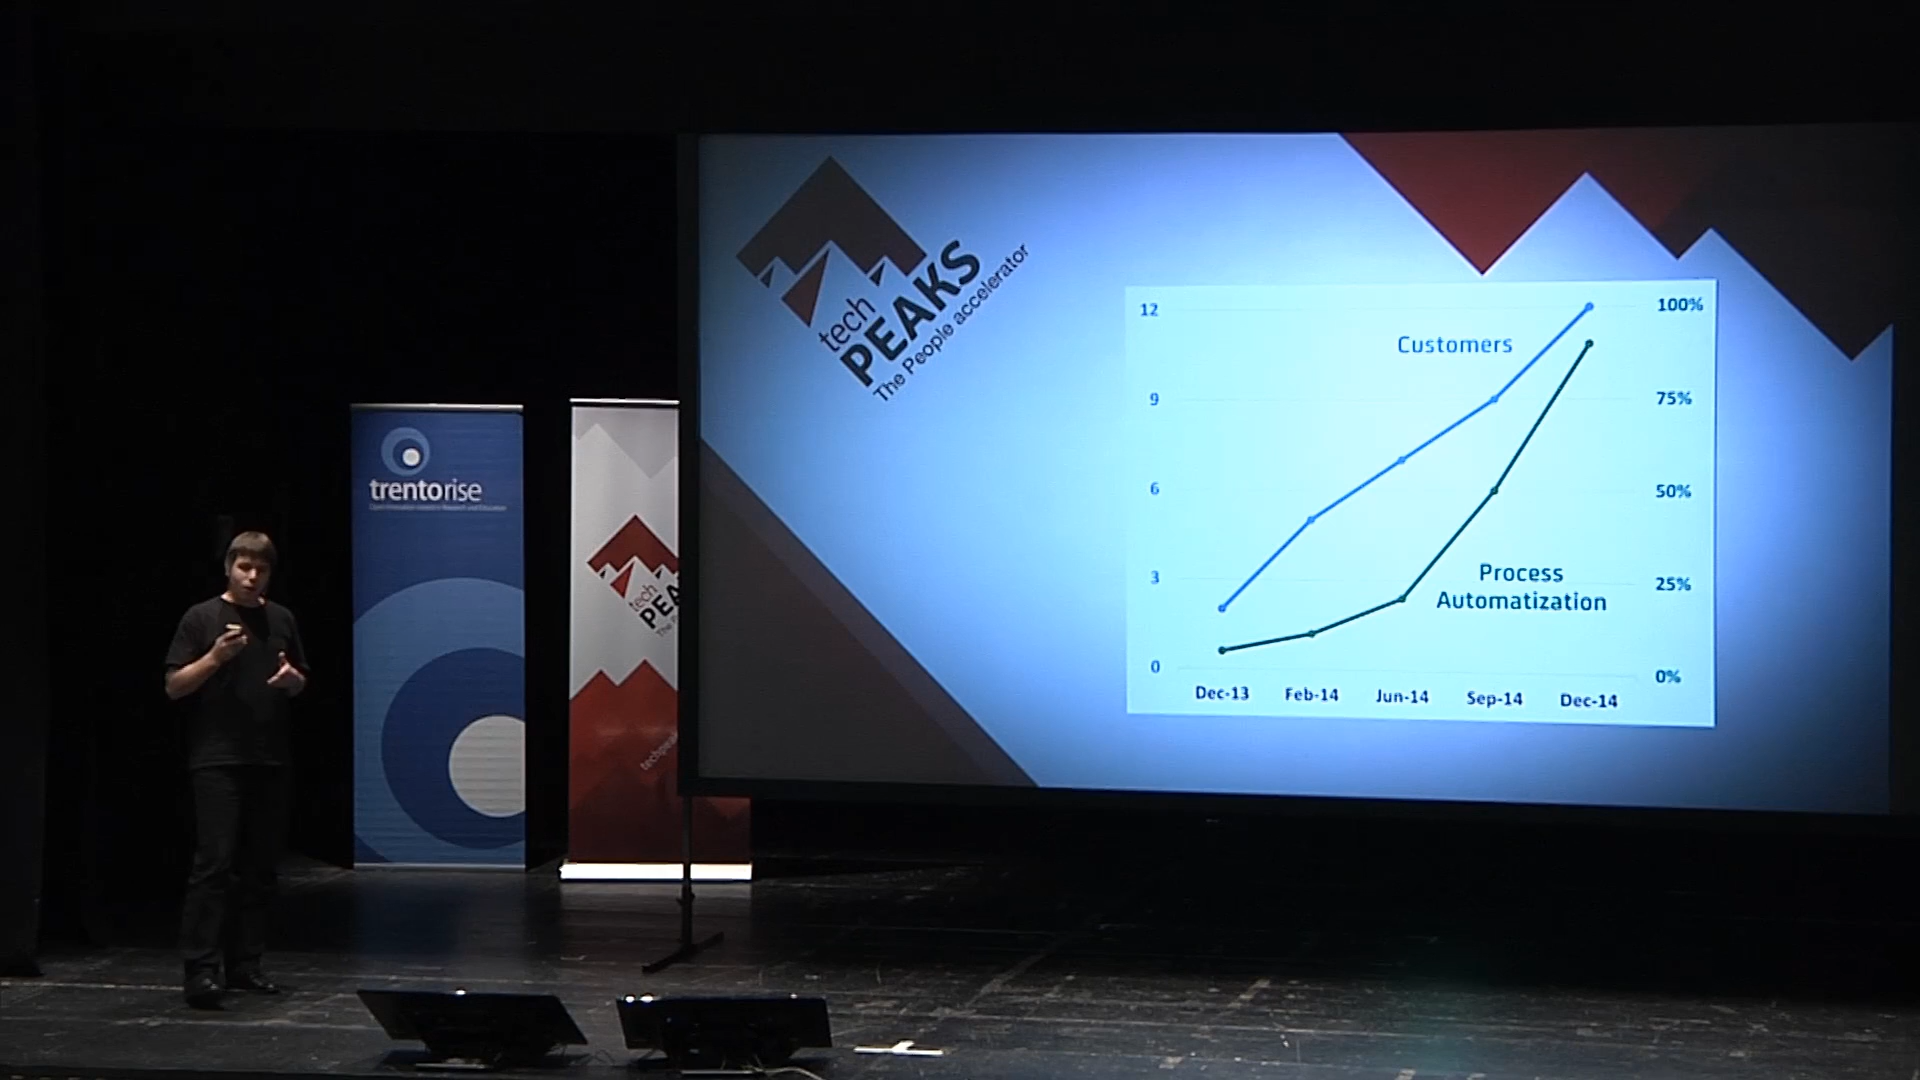 trentorise
tech
PEA
tech
PEAKS
The People accelerator
12
9
6
3
0
Customers
Process
Automatization
100%
75%
50%
25%
0%
Dec-13 Feb-14 Jun-14 Sep-14 Dec-14